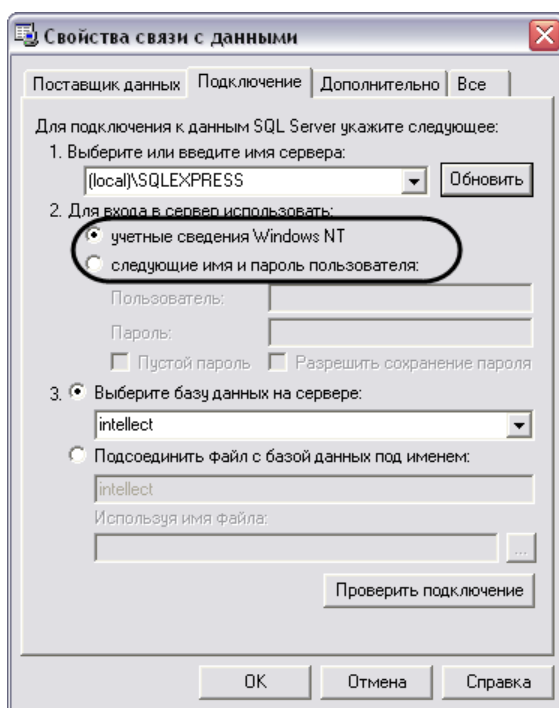 Свойства связи с данными
Поставщик данных Подключение Дополнительно Все
Для подключения к данным SQL Server укажите следующее:
1. Выберите или введите имя сервера:
(local)\SQLEXPRESS Обновить
2. Для входа в сервер использовать:
учетные сведения Windows NT
следующие имя и пароль пользователя:
Пользователь:
Пароль:
Пустой пароль Разрешить сохранение пароля
3. Выберите базу данных на сервере:
intellect
Подсоединить файл с базой данных под именем:
intellect
Используя имя файла:
...
Проверить подключение
OK Отмена Справка